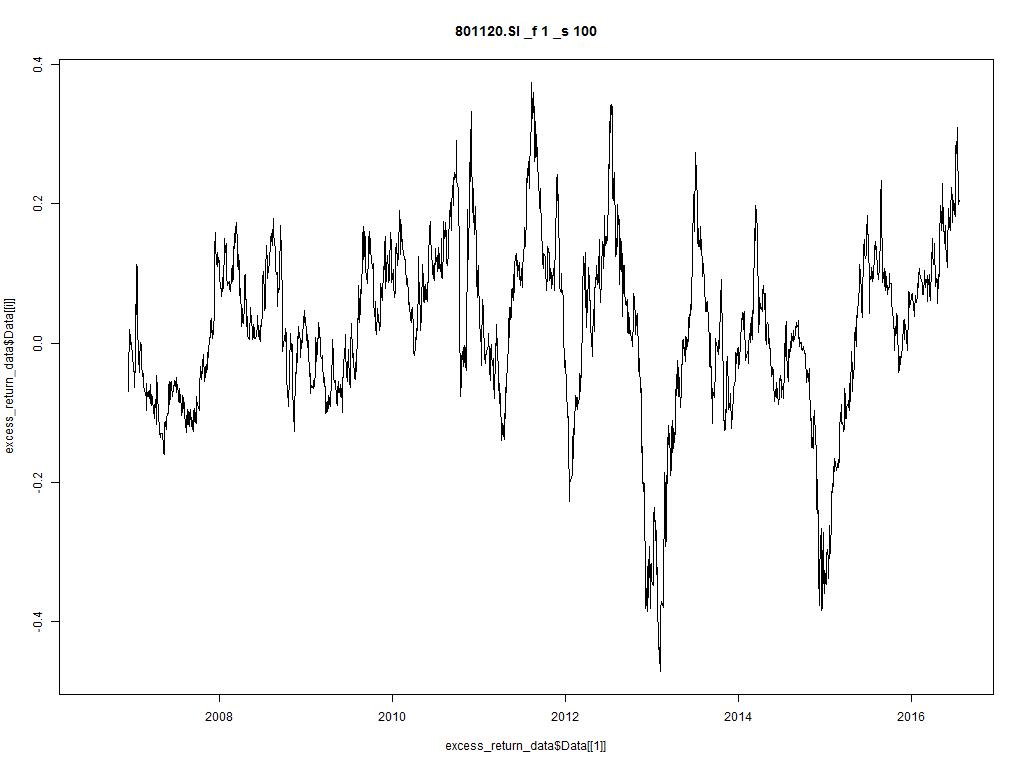 801120.SI _f 1 _s 100
0.4
0.2
0.0
-0.2
-0.4
excess_return_data$Data[[i]]
2008 2010 2012 2014 2016
excess_return_data$Data[[1]]